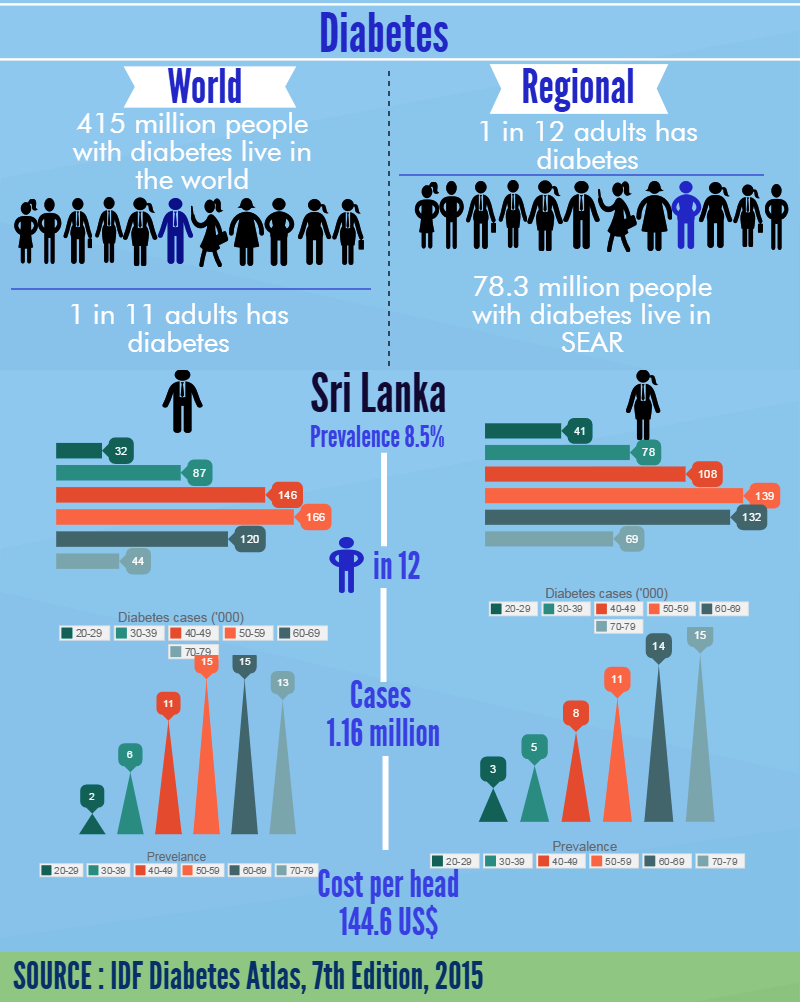 Diabetes
World
415 million people
with diabetes live in
the world
1 in 11 adults has
diabetes
Regional
1 in 12 adults has
diabetes
78.3 million people
with diabetes live in
SEAR
Sri Lanka
Prevalence 8.5%
in 12
Cases
1.16 million
Cost per head
144.6 US$
32
87
146
166
120
44
Diabetes cases ('000)
20-29 30-39 40-49 50-59 60-69
70-79
2 6 11 15 15 13
Prevelance
20-29 30-39 40-49 50-59 60-69 70-79
41
78
108
139
132
69
Diabetes cases ('000)
20-29 30-39 40-49 50-59 60-69
70-79
3 5 8 11 14 15
Prevalence
20-29 30-39 40-49 50-59 60-69 70-79
SOURCE : IDF Diabetes Atlas, 7th Edition, 2015